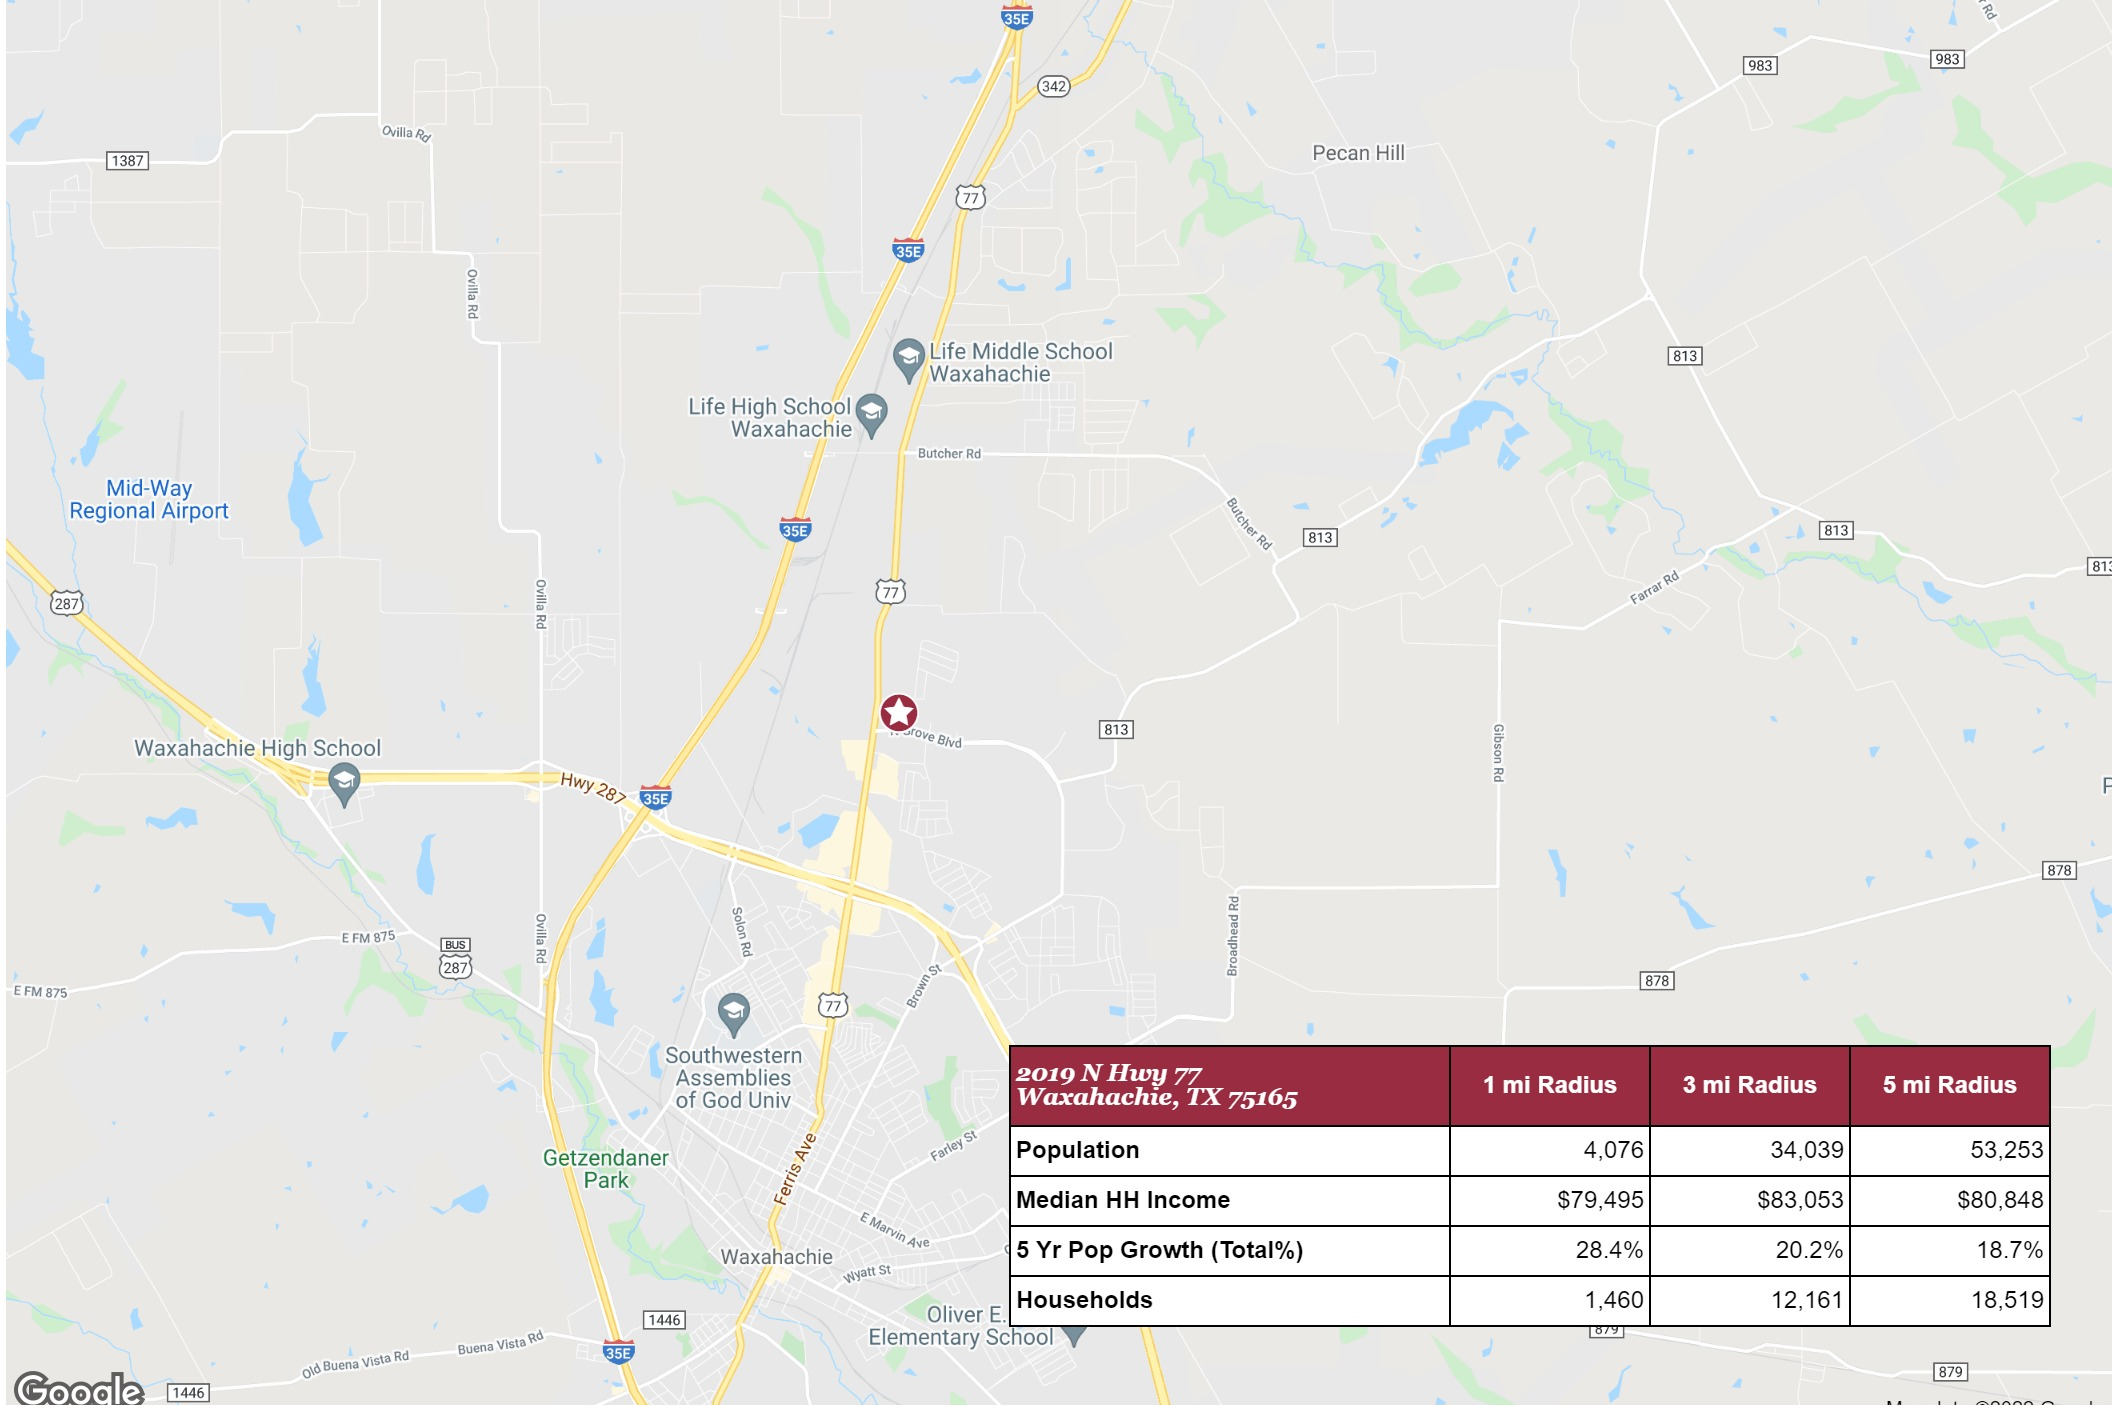 35E
342
983
983
Rd
Ovilla Rd
1387
Pecan Hill
77
35E
Ovilla Rd
Life Middle School
Waxahachie
813
Life High School
Waxahachie
Butcher Rd
Mid-Way
Regional Airport
Butcher Rd
35E
813
813
813
Farrar Rd
287
Ovilla Rd
77
Grove Blvd
813
Gibson Rd
Waxahachie High School
Hwy 287
35E
878
Solon Rd
Ovilla Rd
Broadhead Rd
E FM 875
BUS
287
Brown St
878
E FM 875
77
Southwestern
Assemblies
of God Univ
Getzendaner
Park
Ferris Ave
Farley St
E Marvin Ave
Waxahachie
Wyatt St
Oliver E.
Elementary School
1446
Buena Vista Rd
Old Buena Vista Rd
35E
1446
879
879
Google
2019 N Hwy 77
Waxahachie, TX 75165
1 mi Radius
3 mi Radius
5 mi Radius
Population 4,076 34,039 53,253
Median HH Income $79,495 $83,053 $80,848
5 Yr Pop Growth (Total%) 28.4% 20.2% 18.7%
Households 1,460 12,161 18,519